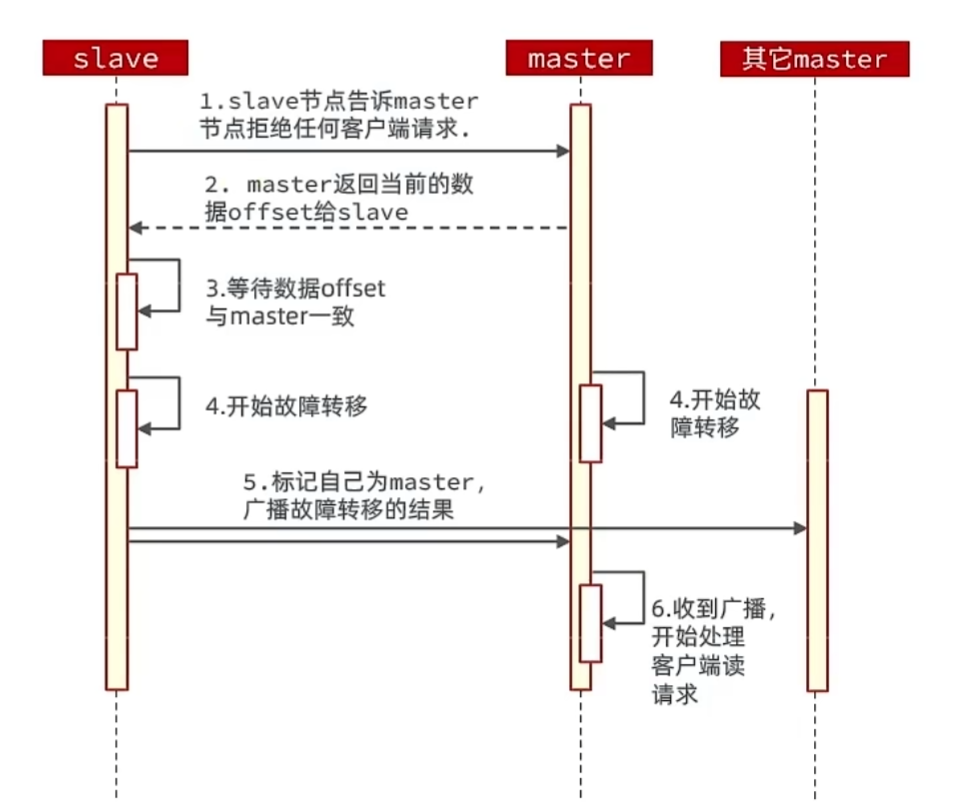 slave
master
其它master
1.slave节点告诉master
节点拒绝任何客户端请求.
2. master返回当前的数
据offset给slave
3.等待数据offset
与master一致
4.开始故障转移
4.开始故
障转移
5.标记自己为master,
广播故障转移的结果
6.收到广播,
开始处理
客户端读
请求